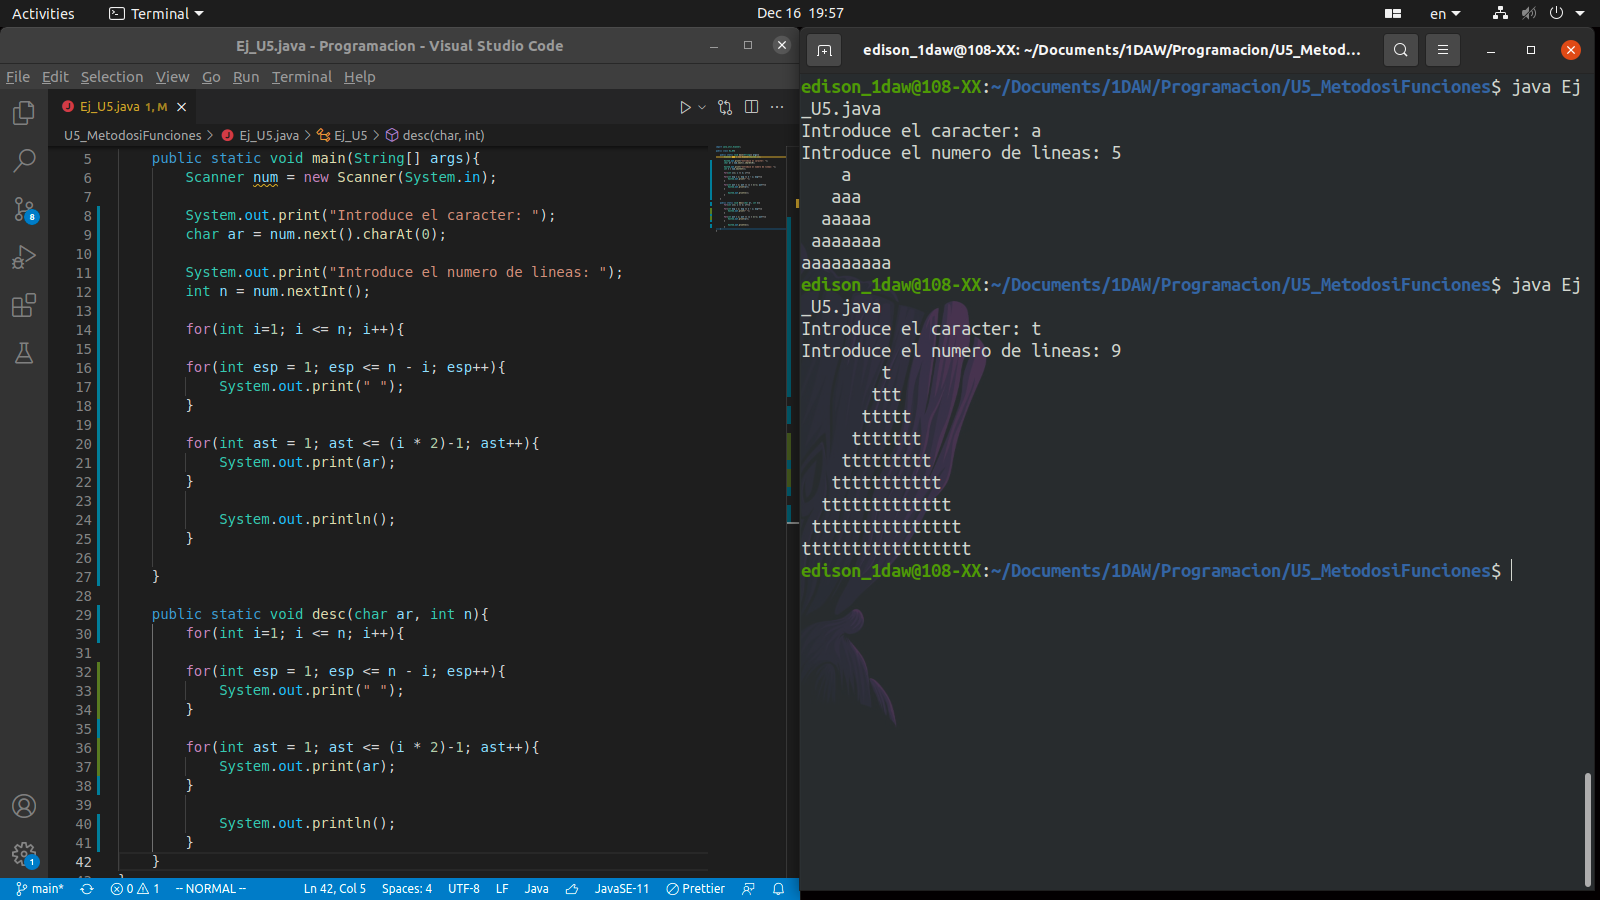 Activities
Terminal
Dec 16 19:57
en
Ej_U5.java - Programacion - Visual Studio Code
File Edit Selection View Go Run Terminal Help
Ej_U5.java 1, M
U5_MetodosiFunciones > Ej_U5.java > Ej_U5 > desc(char, int)
5 public static void main(String[] args){
6 Scanner num = new Scanner(System.in);
7
8 System.out.print("Introduce el caracter: ");
9 char ar = num.next().charAt(0);
10
11 System.out.print("Introduce el numero de lineas: ");
12 int n = num.nextInt();
13
14 for(int i=1; i <= n; i++){
15
16 for(int esp = 1; esp <= n - i; esp++){
17 System.out.print(" ");
18 }
19
20 for(int ast = 1; ast <= (i * 2)-1; ast++){
21 System.out.print(ar);
22 }
23
24 System.out.println();
25 }
26
27 }
28
29 public static void desc(char ar, int n){
30 for(int i=1; i <= n; i++){
31
32 for(int esp = 1; esp <= n - i; esp++){
33 System.out.print(" ");
34 }
35
36 for(int ast = 1; ast <= (i * 2)-1; ast++){
37 System.out.print(ar);
38 }
39
40 System.out.println();
41 }
42 }
8
1
main* 0 1 -- NORMAL -- Ln 42, Col 5 Spaces: 4 UTF-8 LF Java JavaSE-11 Prettier
edison_1daw@108-XX: ~/Documents/1DAW/Programacion/U5_Metod...
edison_1daw@108-XX:~/Documents/1DAW/Programacion/U5_MetodosiFunciones$ java Ej
_U5.java
Introduce el caracter: a
Introduce el numero de lineas: 5
a
aaa
aaaaa
aaaaaaa
aaaaaaaaa
edison_1daw@108-XX:~/Documents/1DAW/Programacion/U5_MetodosiFunciones$ java Ej
_U5.java
Introduce el caracter: t
Introduce el numero de lineas: 9
t
ttt
ttttt
ttttttt
ttttttttt
ttttttttttt
ttttttttttttt
ttttttttttttttt
ttttttttttttttttt
edison_1daw@108-XX:~/Documents/1DAW/Programacion/U5_MetodosiFunciones$